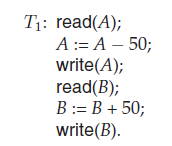 T₁: read(A);
A := A – 50;
write(A);
read(B);
B := B + 50;
write(B).